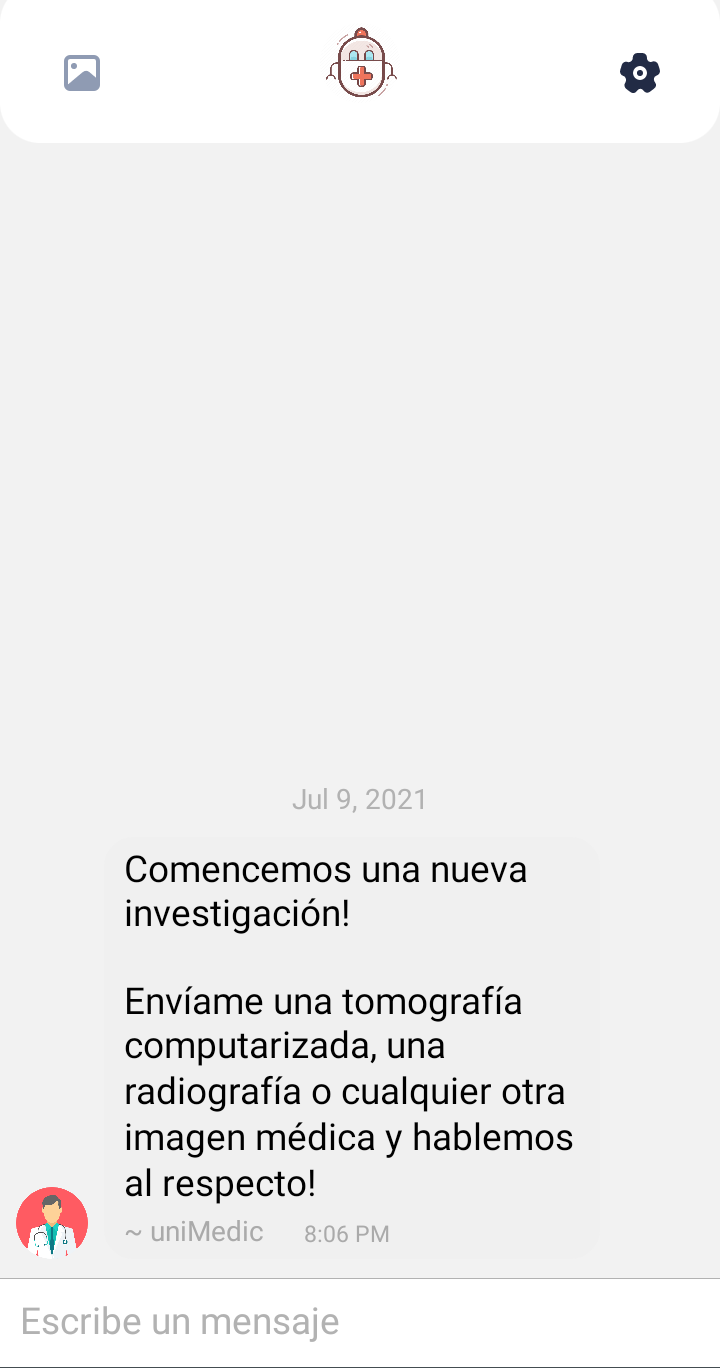 Jul 9, 2021
Comencemos una nueva
investigación!
Envíame una tomografía
computarizada, una
radiografía o cualquier otra
imagen médica y hablemos
al respecto!
~ uniMedic 8:06 PM
Escribe un mensaje